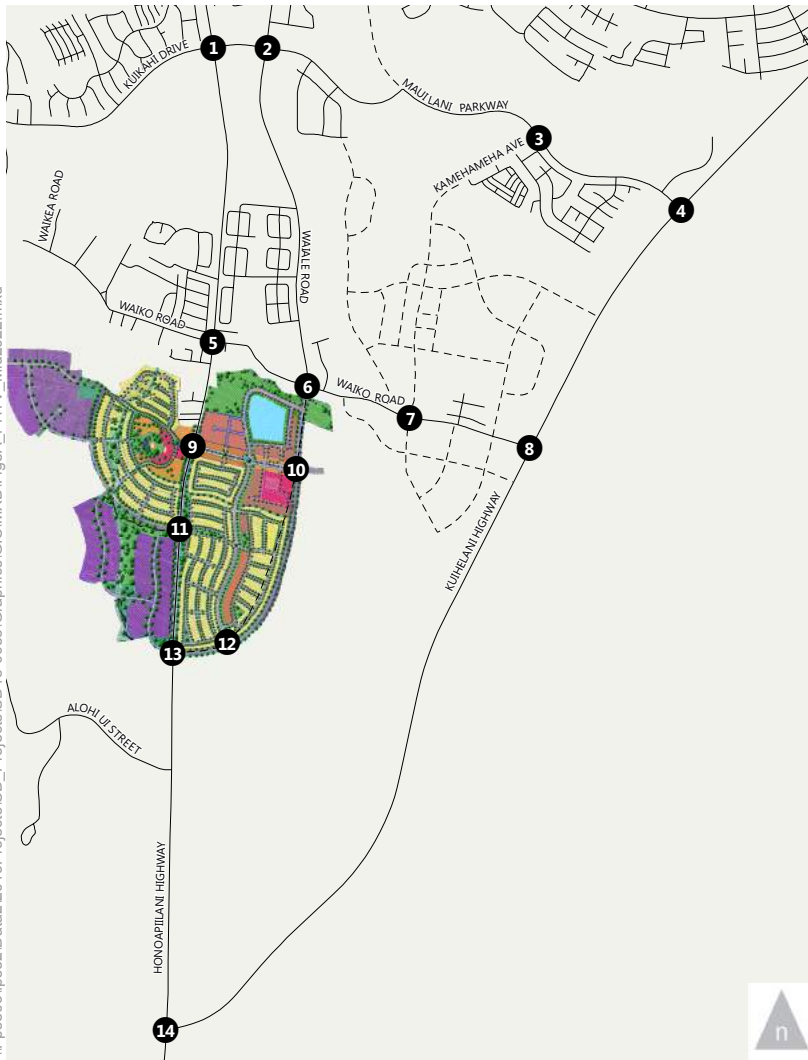 1
2
KUIKAHI DRIVE
MAUI LANI PARKWAY
3
KAMEHAMEHA AVE
4
WAIKEA ROAD
WAIALE ROAD
WAIKO ROAD
5
6
WAIKO ROAD
7
8
9
10
11
KUIHELANI HIGHWAY
12
13
ALOHI UI STREET
HONOAPIILANI HIGHWAY
14
n